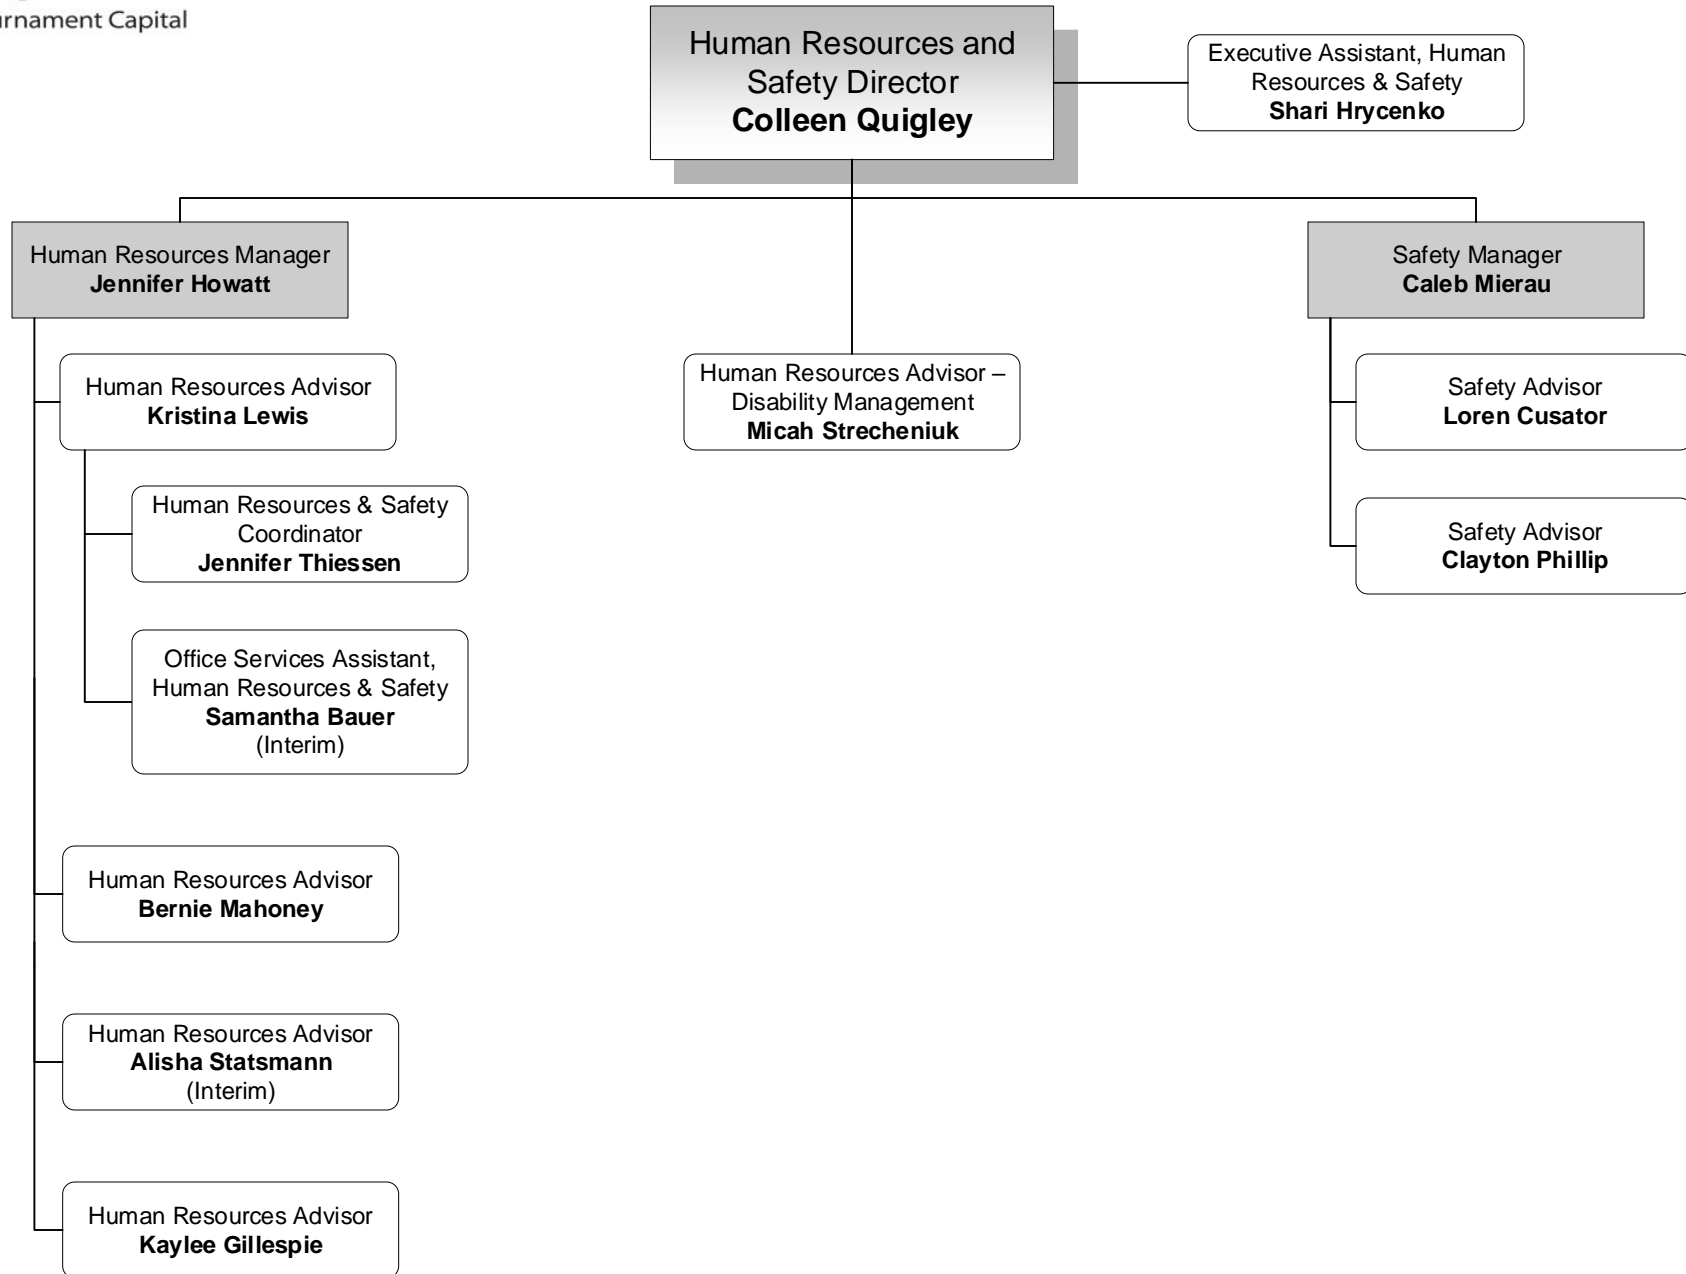 Tournament Capital
Human Resources and
Safety Director
Colleen Quigley
Executive Assistant, Human
Resources & Safety
Shari Hrycenko
Human Resources Manager
Jennifer Howatt
Safety Manager
Caleb Mierau
Human Resources Advisor
Kristina Lewis
Human Resources Advisor –
Disability Management
Micah Strecheniuk
Safety Advisor
Loren Cusator
Human Resources & Safety
Coordinator
Jennifer Thiessen
Safety Advisor
Clayton Phillip
Office Services Assistant,
Human Resources & Safety
Samantha Bauer
(Interim)
Human Resources Advisor
Bernie Mahoney
Human Resources Advisor
Alisha Statsmann
(Interim)
Human Resources Advisor
Kaylee Gillespie